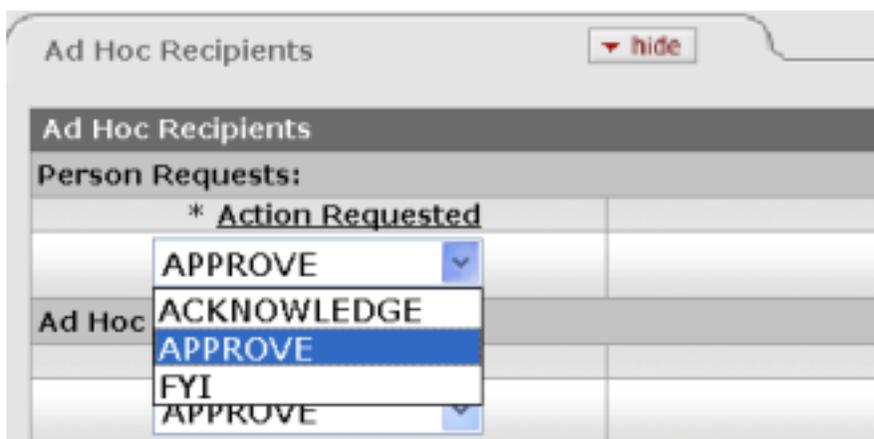 Ad Hoc Recipients hide
Ad Hoc Recipients
Person Requests:
* Action Requested
APPROVE
ACKNOWLEDGE
Ad Hoc
APPROVE
FYI
APPROVE